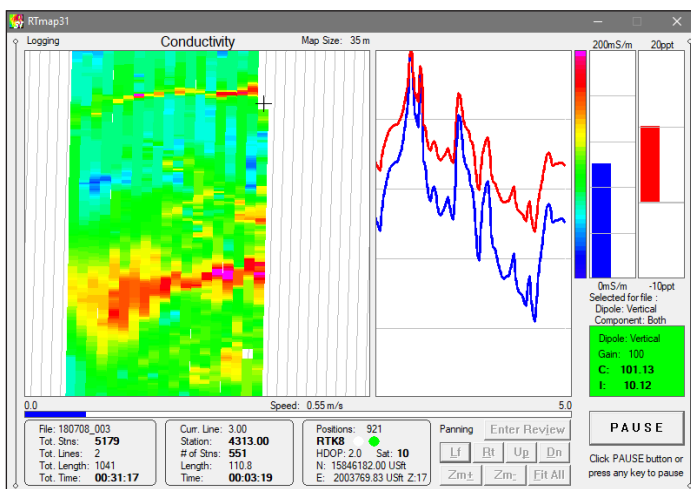 RTmap31
Logging Conductivity Map Size: 35 m
200mS/m 20ppt
0mS/m -10ppt
Selected for file :
Dipole: Vertical
Component: Both
Dipole: Vertical
Gain: 100
C: 101.13
I: 10.12
0.0 Speed: 0.55 m/s 5.0
File: 180708_003
Tot. Stns: 5179
Tot. Lines: 2
Tot. Length: 1041
Tot. Time: 00:31:17
Curr. Line: 3.00
Station: 4313.00
# of Stns: 551
Length: 110.8
Time: 00:03:19
Positions: 921
RTK8
HDOP: 2.0 Sat: 10
N: 15846182.00 USft
E: 2003769.83 USft Z:17
Panning Enter Review
Lf Rt Up Dn
Zm+ Zm- Fit All
PAUSE
Click PAUSE button or
press any key to pause